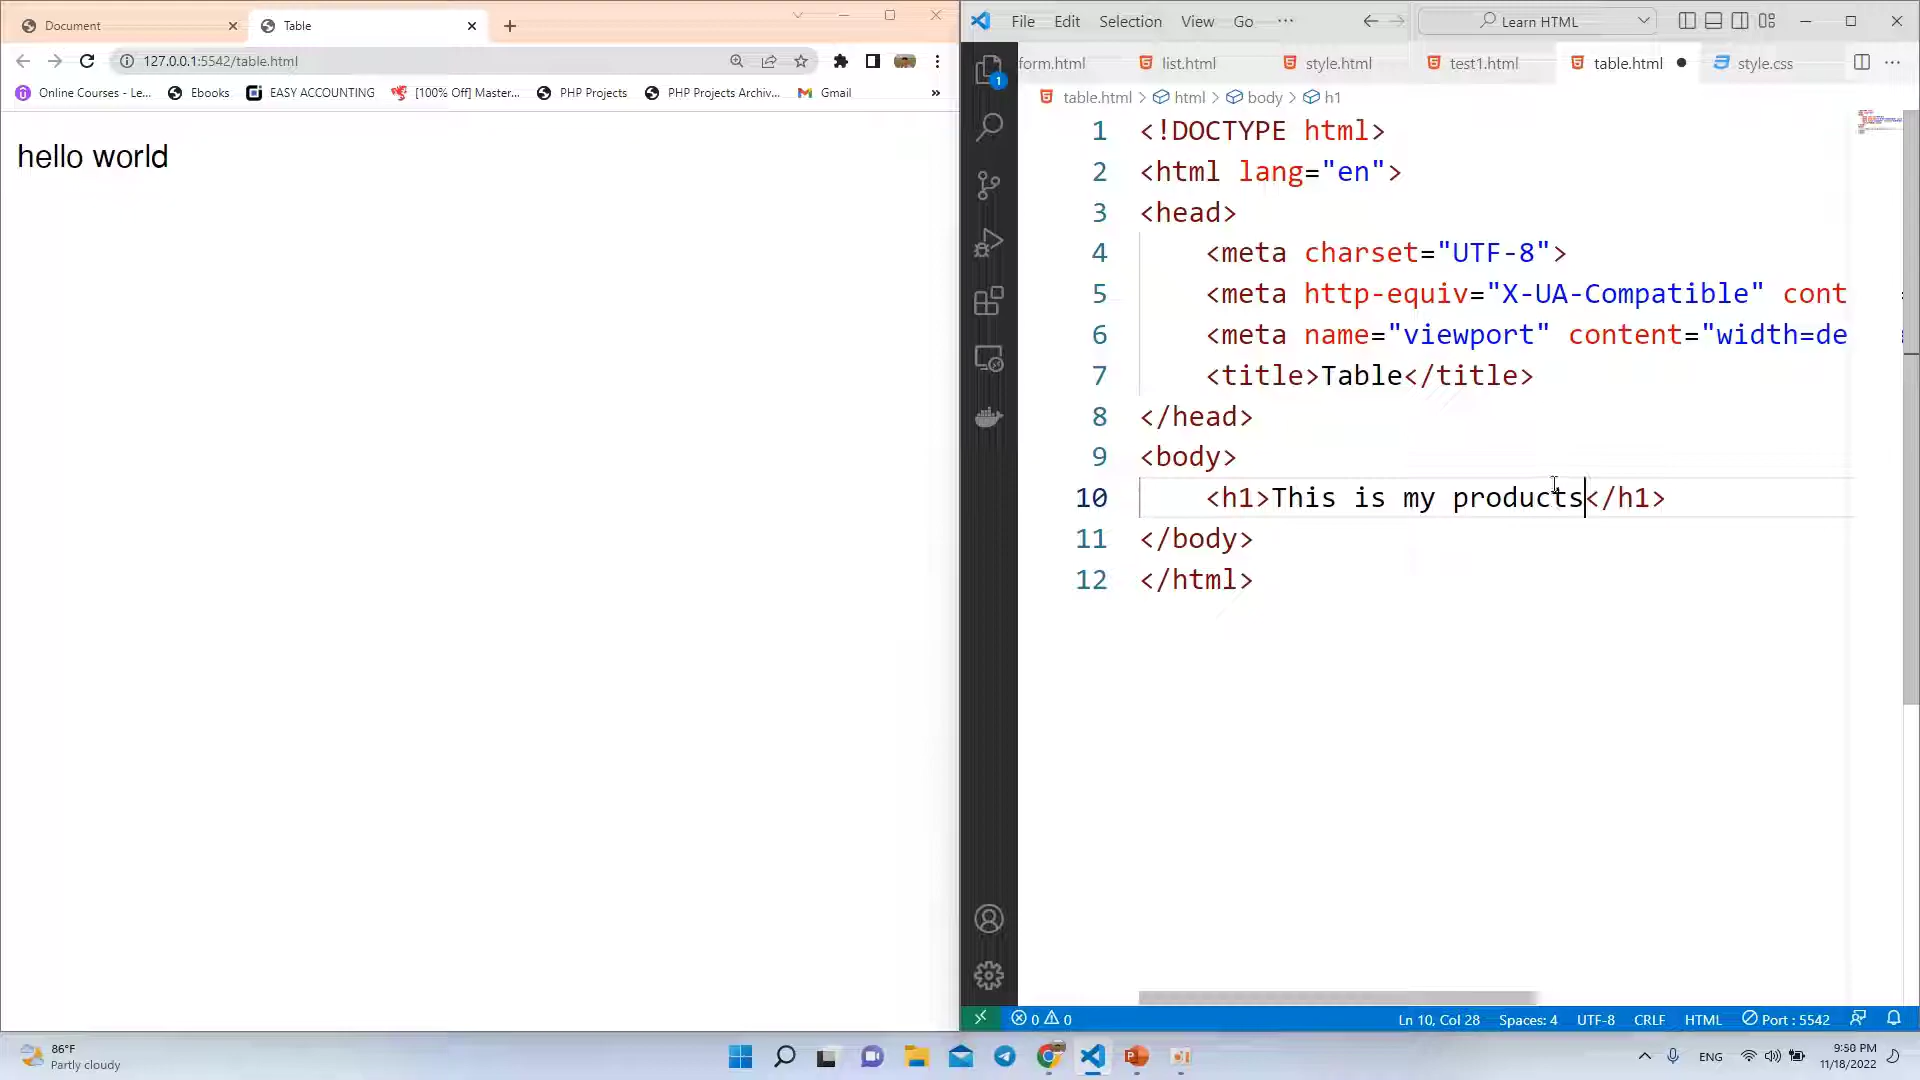 Document
Table
127.0.0.1:5542/table.html
Online Courses - Le...
Ebooks
EASY ACCOUNTING
[100% Off] Master...
PHP Projects
PHP Projects Archiv...
Gmail
»
hello world
File Edit Selection View Go ...
Learn HTML
form.html
list.html
style.html
test1.html
table.html
style.css
table.html > html > body > h1
1 <!DOCTYPE html>
2 <html lang="en">
3 <head>
4 <meta charset="UTF-8">
5 <meta http-equiv="X-UA-Compatible" cont
6 <meta name="viewport" content="width=de
7 <title>Table</title>
8 </head>
9 <body>
10 <h1>This is my products</h1>
11 </body>
12 </html>
1
0 0
Ln 10, Col 28
Spaces: 4
UTF-8
CRLF
HTML
Port : 5542
86°F
Partly cloudy
ENG
9:50 PM
11/18/2022